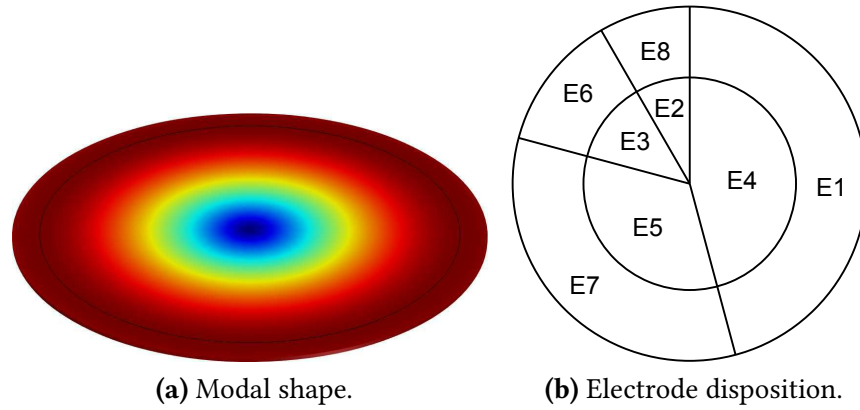 E8
E6
E2
E3
E4
E1
E5
E7
(a) Modal shape.
(b) Electrode disposition.